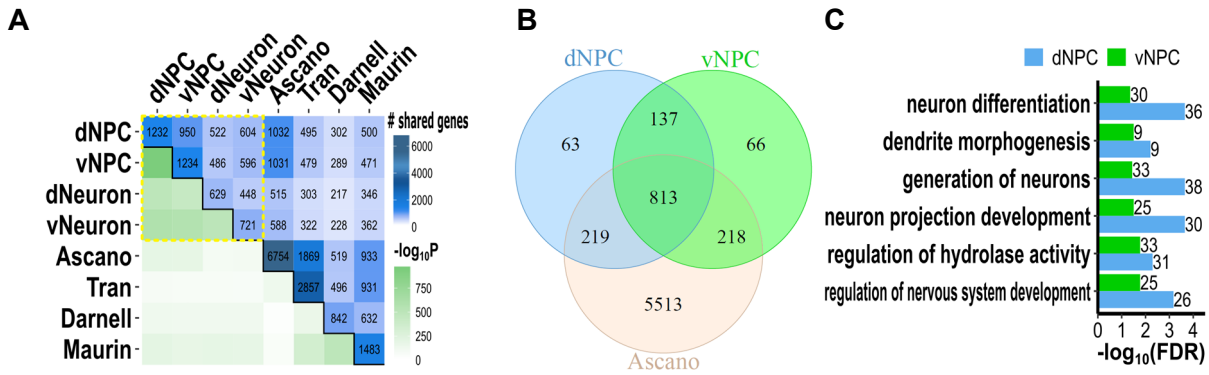 A
dNPC vNPC dNeuron vNeuron Ascano Tran Darnell Maurin
dNPC 1232 950 522 604 1032 495 302 500
vNPC 1234 486 596 1031 479 289 471
dNeuron 629 448 515 303 217 346
vNeuron 721 588 322 228 362
Ascano 6754 1869 519 933
Tran 2857 496 931
Darnell 842 632
Maurin 1483
# shared genes
6000
4000
2000
0
-log₁₀P
750
500
250
0
B
dNPC vNPC
137
63 66
813
219 218
5513
Ascano
C
dNPC vNPC
neuron differentiation 30 36
dendrite morphogenesis 9 9
generation of neurons 33 38
neuron projection development 25 30
regulation of hydrolase activity 33 31
regulation of nervous system development 25 26
0 1 2 3 4
-log₁₀(FDR)